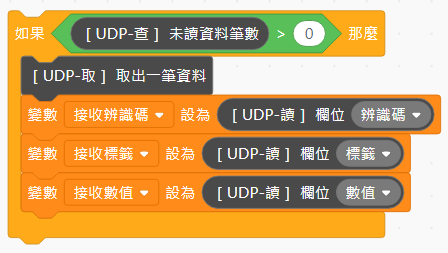 如果 [ UDP-查 ] 未讀資料筆數 > 0 那麼
[ UDP-取 ] 取出一筆資料
變數 接收辨識碼 設為 [ UDP-讀 ] 欄位 辨識碼
變數 接收標籤 設為 [ UDP-讀 ] 欄位 標籤
變數 接收數值 設為 [ UDP-讀 ] 欄位 數值